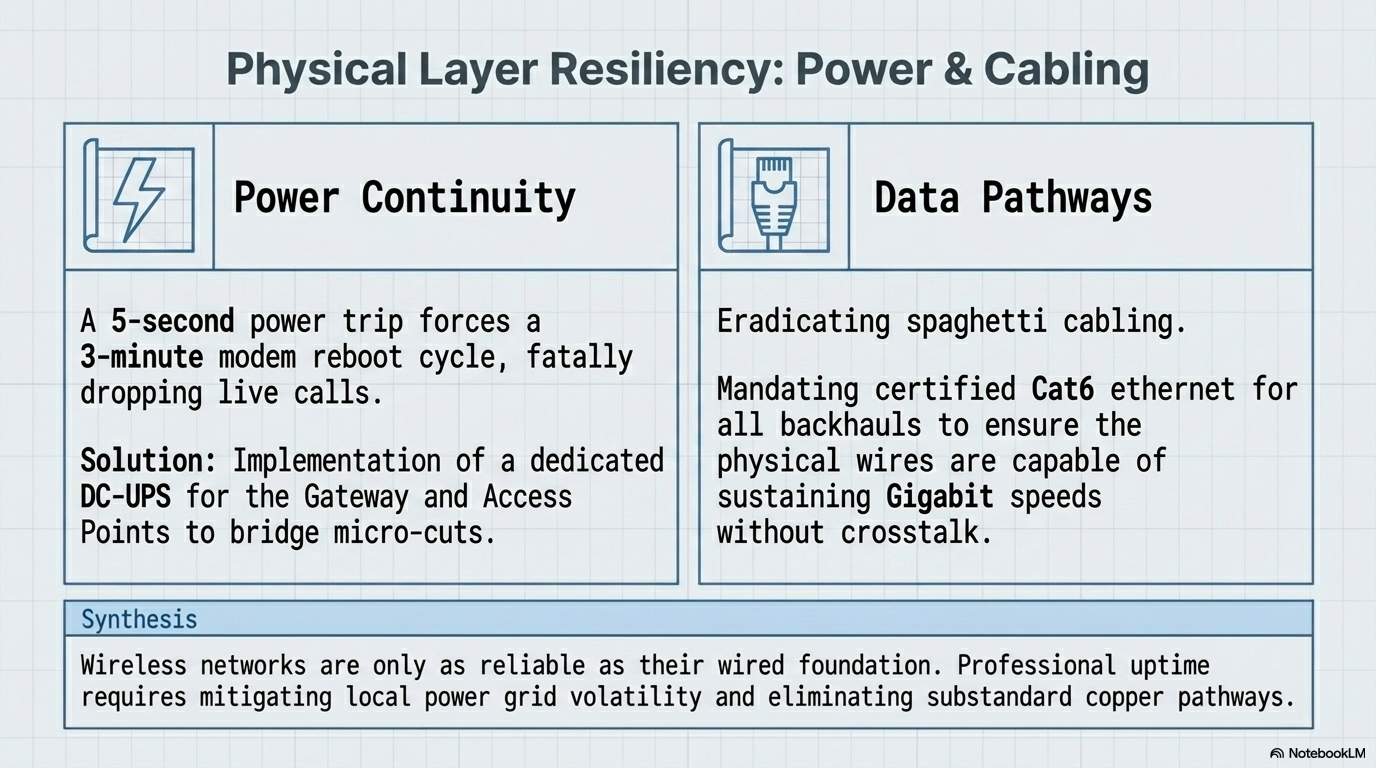 Physical Layer Resiliency: Power & Cabling
Power Continuity
A 5-second power trip forces a
3-minute modem reboot cycle, fatally
dropping live calls.
Solution: Implementation of a dedicated
DC-UPS for the Gateway and Access
Points to bridge micro-cuts.
Data Pathways
Eradicating spaghetti cabling.
Mandating certified Cat6 ethernet for
all backhauls to ensure the
physical wires are capable of
sustaining Gigabit speeds
without crosstalk.
Synthesis
Wireless networks are only as reliable as their wired foundation. Professional uptime
requires mitigating local power grid volatility and eliminating substandard copper pathways.
NotebookLM